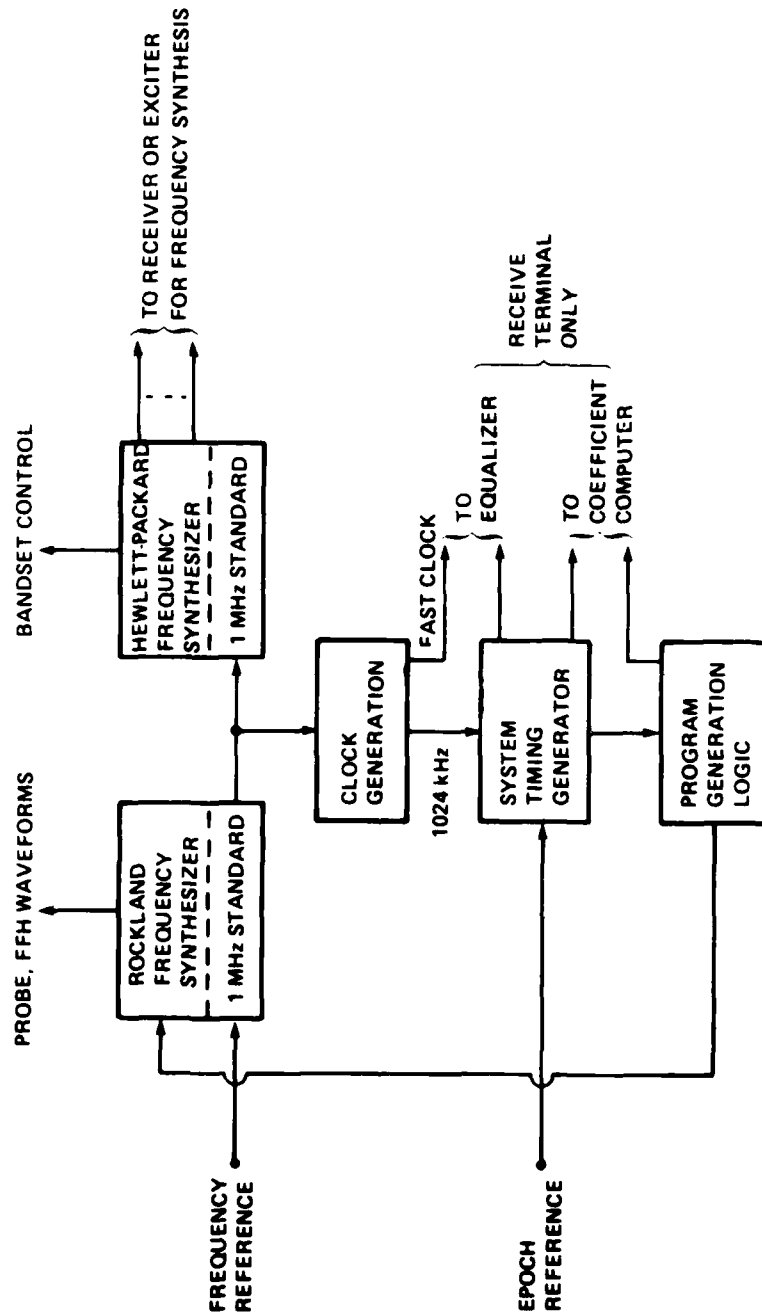 PROBE, FFH WAVEFORMS
BANDSET CONTROL
ROCKLAND
FREQUENCY
SYNTHESIZER
1 MHz STANDARD
HEWLETT-PACKARD
FREQUENCY
SYNTHESIZER
1 MHz STANDARD
TO RECEIVER OR EXCITER
FOR FREQUENCY SYNTHESIS
FREQUENCY
REFERENCE
CLOCK
GENERATION
FAST CLOCK
1024 kHz
TO
EQUALIZER
RECEIVE
TERMINAL
ONLY
EPOCH
REFERENCE
SYSTEM
TIMING
GENERATOR
TO
COEFFICIENT
COMPUTER
PROGRAM
GENERATION
LOGIC